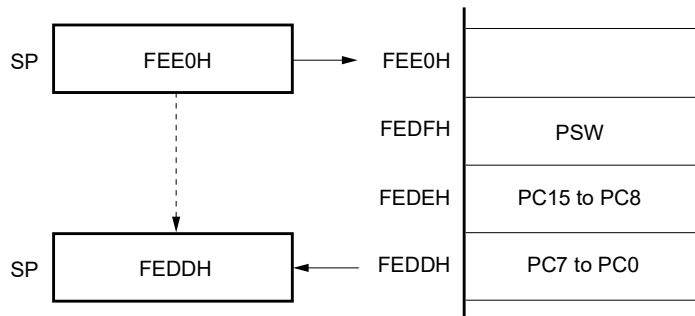 SP FEE0H FEE0H
FEDFH PSW
FEDEH PC15 to PC8
SP FEDDH FEDDH PC7 to PC0